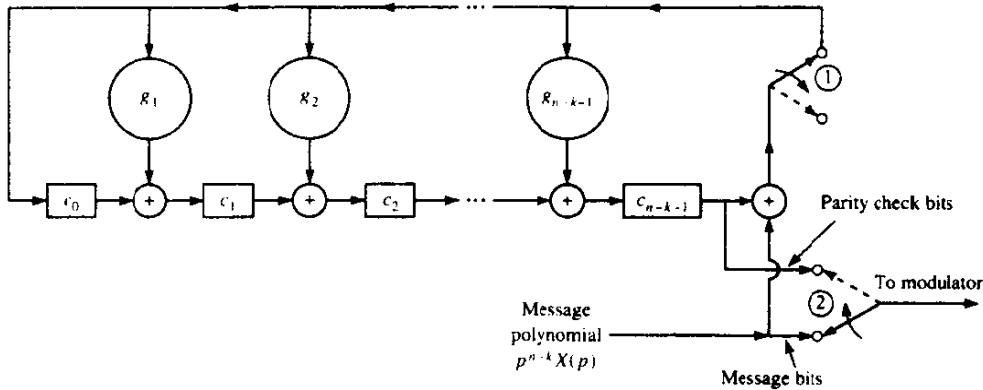 ...
g₁
g₂
gₙ₋ₖ₋₁
1
c₀
+
c₁
+
c₂
...
+
cₙ₋ₖ₋₁
+
Parity check bits
To modulator
2
Message
polynomial
pⁿ⁻ᵏX(p)
Message bits